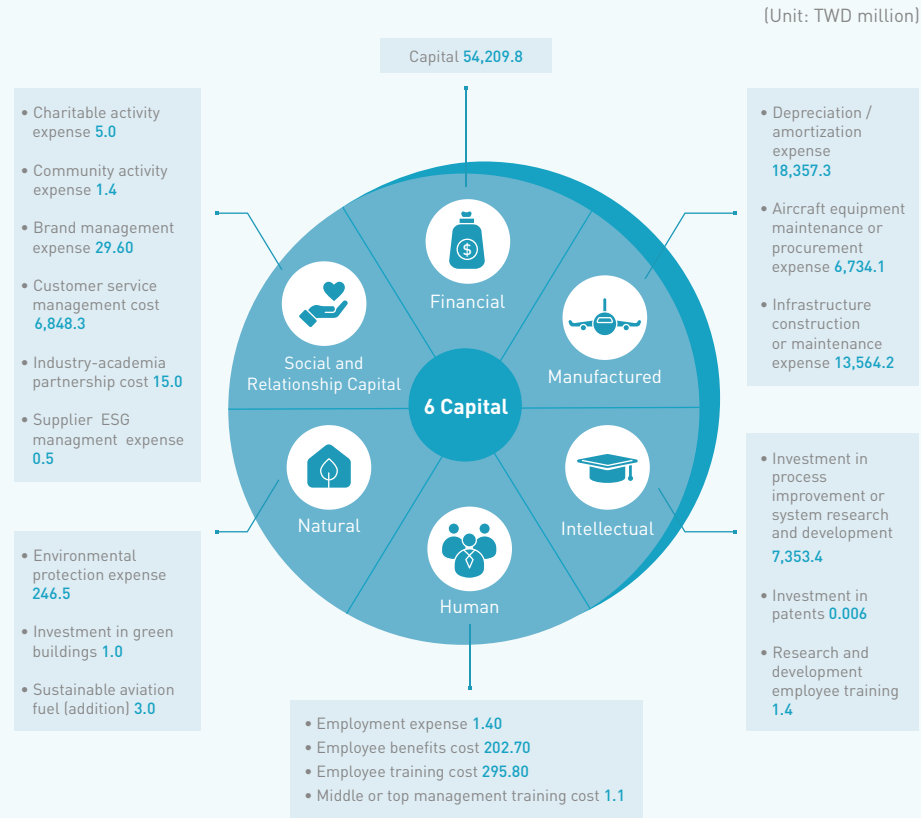 (Unit: TWD million)
Capital 54,209.8
• Charitable activity
expense 5.0
• Community activity
expense 1.4
• Brand management
expense 29.60
• Customer service
management cost
6,848.3
• Industry-academia
partnership cost 15.0
• Supplier ESG
managment expense
0.5
• Depreciation /
amortization
expense
18,357.3
• Aircraft equipment
maintenance or
procurement
expense 6,734.1
• Infrastructure
construction
or maintenance
expense 13,564.2
Financial
Social and
Relationship Capital
Manufactured
6 Capital
Natural
Intellectual
Human
• Environmental
protection expense
246.5
• Investment in green
buildings 1.0
• Sustainable aviation
fuel (addition) 3.0
• Investment in
process
improvement or
system research
and development
7,353.4
• Investment in
patents 0.006
• Research and
development
employee training
1.4
• Employment expense 1.40
• Employee benefits cost 202.70
• Employee training cost 295.80
• Middle or top management training cost 1.1